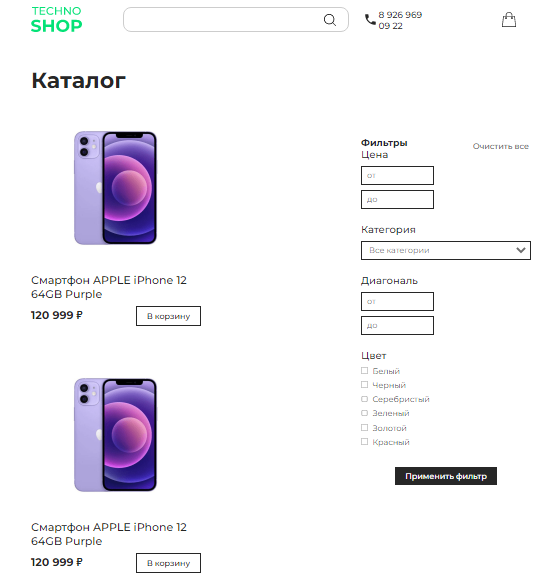 TECHNO
SHOP
8 926 969
09 22
Каталог
Смартфон APPLE iPhone 12
64GB Purple
120 999 ₽
В корзину
Смартфон APPLE iPhone 12
64GB Purple
120 999 ₽
В корзину
Фильтры
Очистить все
Цена
от
до
Категория
Все категории
Диагональ
от
до
Цвет
Белый
Черный
Серебристый
Зеленый
Золотой
Красный
Применить фильтр